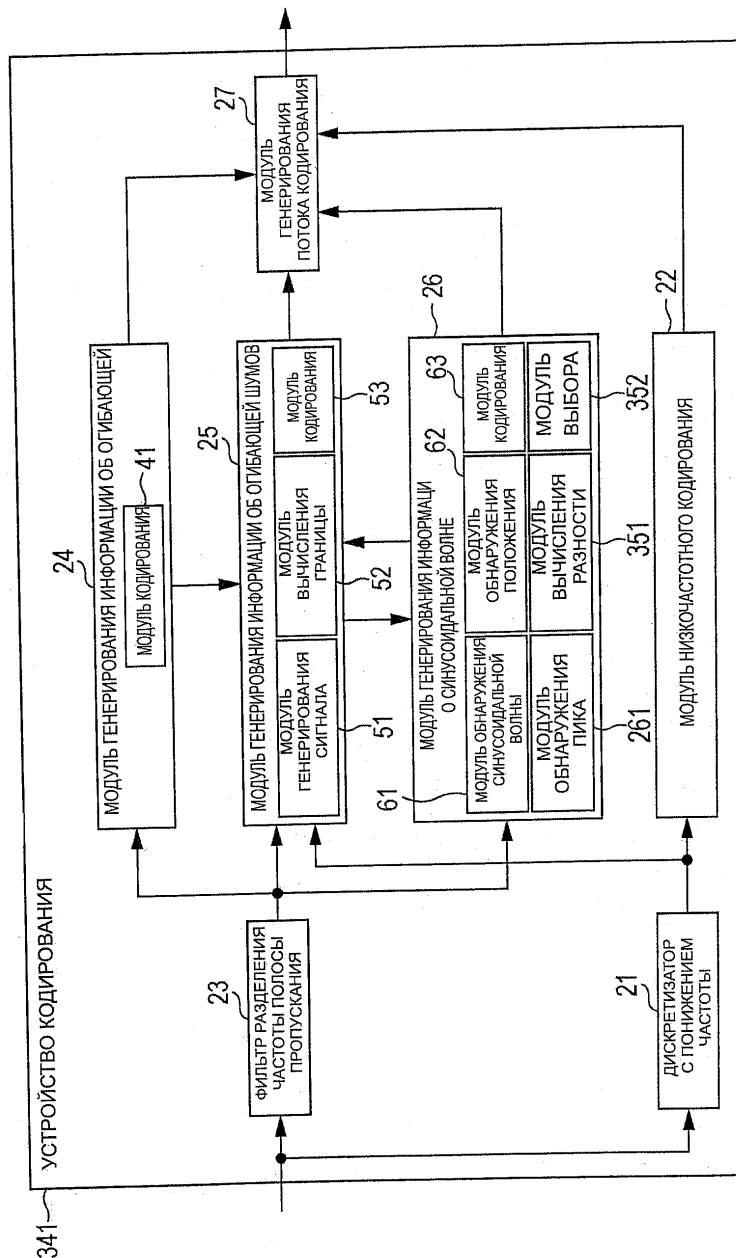 341
УСТРОЙСТВО КОДИРОВАНИЯ
23
ФИЛЬТР РАЗДЕЛЕНИЯ
ЧАСТОТЫ ПОЛОСЫ
ПРОПУСКАНИЯ
21
ДИСКРЕТИЗАТОР
С ПОНИЖЕНИЕМ
ЧАСТОТЫ
24
МОДУЛЬ ГЕНЕРИРОВАНИЯ ИНФОРМАЦИИ ОБ ОГИБАЮЩЕЙ
41
МОДУЛЬ КОДИРОВАНИЯ
25
МОДУЛЬ ГЕНЕРИРОВАНИЯ ИНФОРМАЦИИ ОБ ОГИБАЮЩЕЙ ШУМОВ
МОДУЛЬ
ГЕНЕРИРОВАНИЯ
СИГНАЛА
51
МОДУЛЬ
ВЫЧИСЛЕНИЯ
ГРАНИЦЫ
52
МОДУЛЬ
КОДИРОВАНИЯ
53
26
МОДУЛЬ ГЕНЕРИРОВАНИЯ ИНФОРМАЦИ
О СИНУСОИДАЛЬНОЙ ВОЛНЕ
61
МОДУЛЬ ОБНАРУЖЕНИЯ
СИНУСОИДАЛЬНОЙ
ВОЛНЫ
62
МОДУЛЬ
ОБНАРУЖЕНИЯ
ПОЛОЖЕНИЯ
63
МОДУЛЬ
КОДИРОВАНИЯ
МОДУЛЬ
ОБНАРУЖЕНИЯ
ПИКА
261
МОДУЛЬ
ВЫЧИСЛЕНИЯ
РАЗНОСТИ
351
МОДУЛЬ
ВЫБОРА
352
22
МОДУЛЬ НИЗКОЧАСТОТНОГО КОДИРОВАНИЯ
27
МОДУЛЬ
ГЕНЕРИРОВАНИЯ
ПОТОКА КОДИРОВАНИЯ